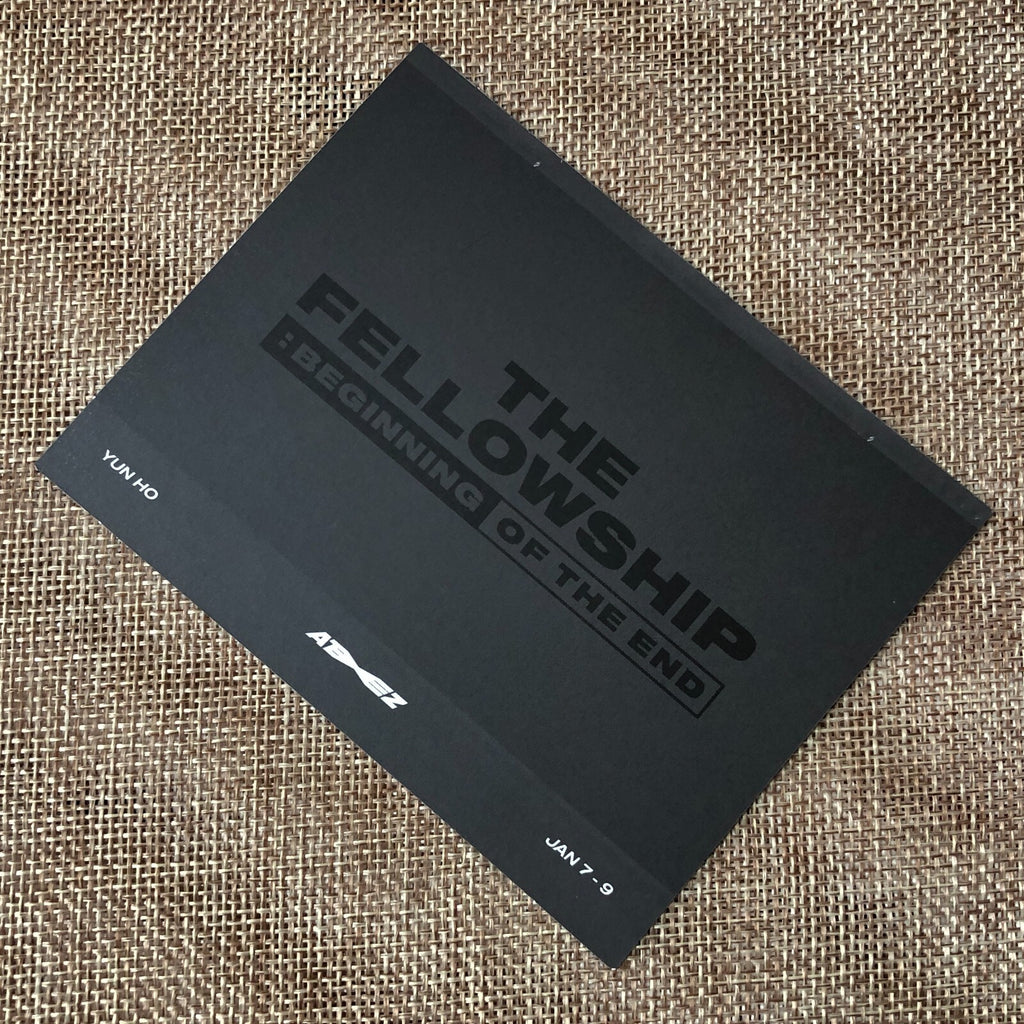 THE
FELLOWSHIP
:BEGINNING OF THE END
YUN HO
ATEEZ
JAN 7 - 9